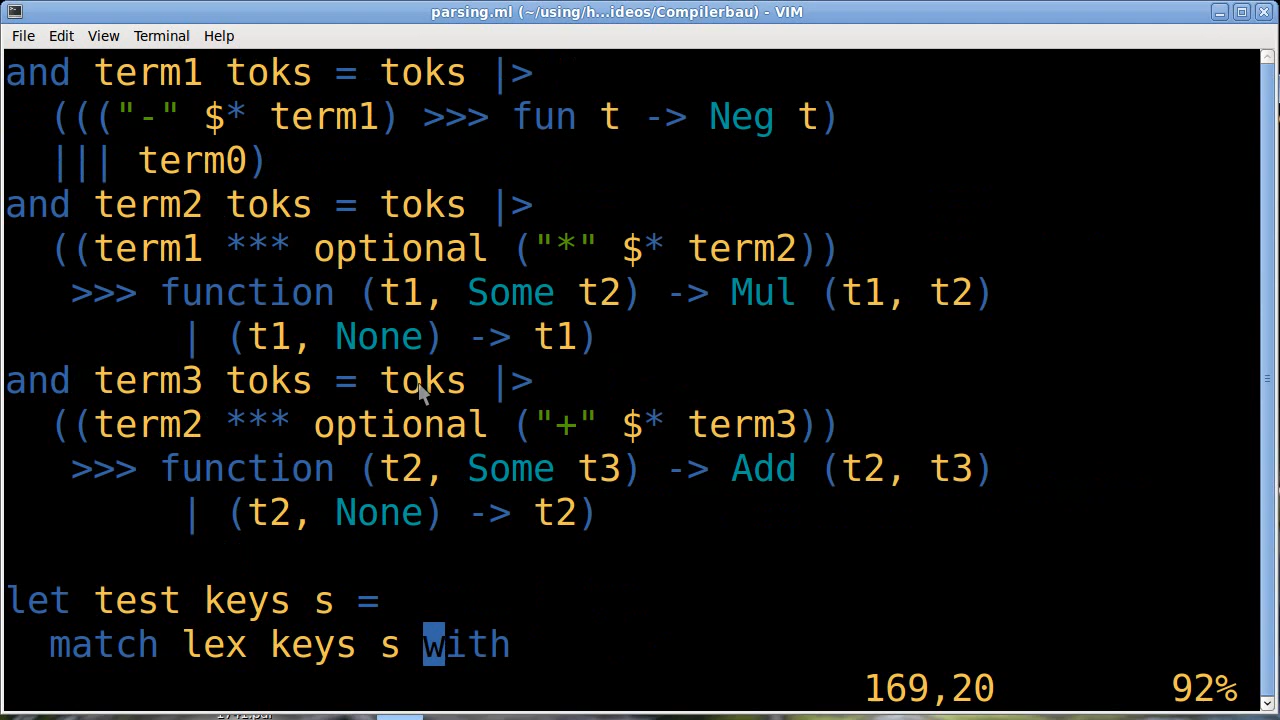 parsing.ml (~/using/h...ideos/Compilerbau) - VIM
File Edit View Terminal Help
and term1 toks = toks |>
  ((("-" $* term1) >>> fun t -> Neg t)
  ||| term0)
and term2 toks = toks |>
  ((term1 *** optional ("*" $* term2))
   >>> function (t1, Some t2) -> Mul (t1, t2)
        | (t1, None) -> t1)
and term3 toks = toks |>
  ((term2 *** optional ("+" $* term3))
   >>> function (t2, Some t3) -> Add (t2, t3)
        | (t2, None) -> t2)
let test keys s =
  match lex keys s with
169,20 92%